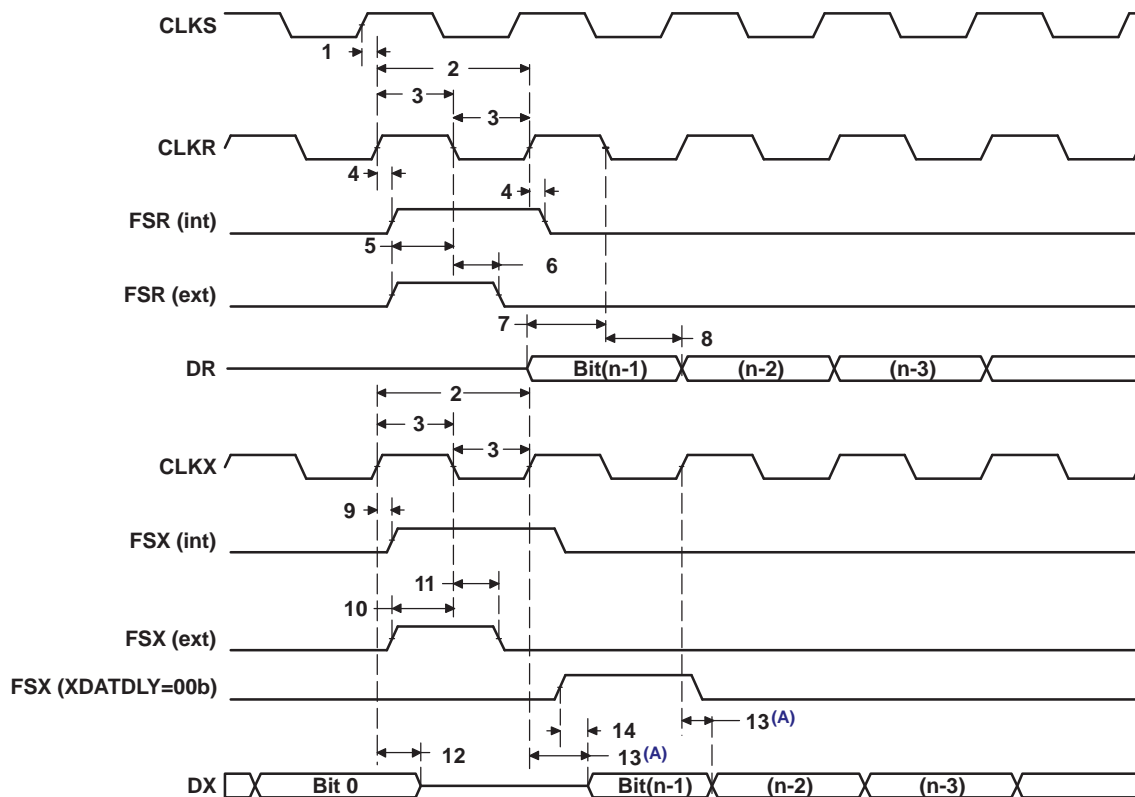 CLKS
1
2
3
3
CLKR
4
4
FSR (int)
5
6
FSR (ext)
7
8
DR
Bit(n-1)
(n-2)
(n-3)
2
3
3
CLKX
9
FSX (int)
11
10
FSX (ext)
FSX (XDATDLY=00b)
14
13(A)
12
13(A)
DX
Bit 0
Bit(n-1)
(n-2)
(n-3)